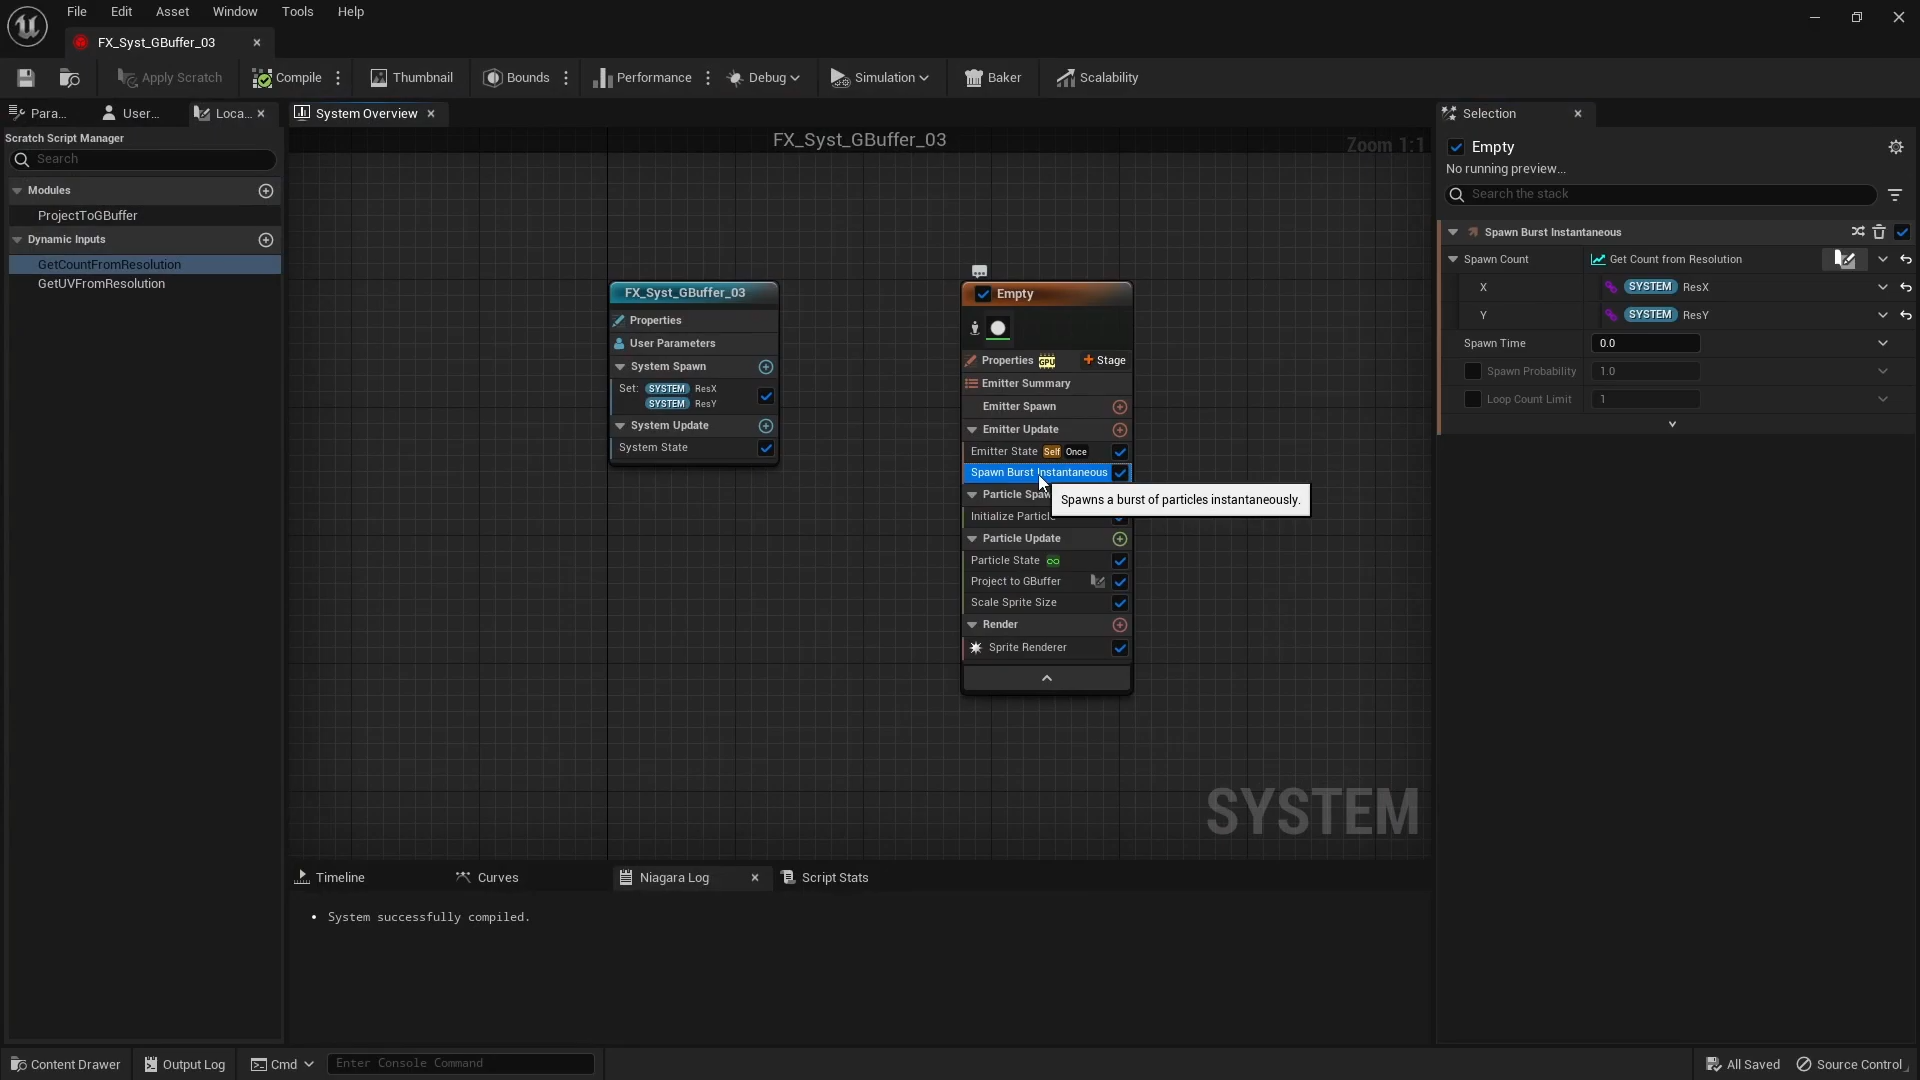 File Edit Asset Window Tools Help
FX_Syst_GBuffer_03
Apply Scratch Compile Thumbnail Bounds Performance Debug Simulation Baker Scalability
Para... User... Loca... System Overview Selection
Scratch Script Manager
Search
Modules
ProjectToGBuffer
Dynamic Inputs
GetCountFromResolution
GetUVFromResolution
FX_Syst_GBuffer_03
Zoom 1:1
FX_Syst_GBuffer_03
Properties
User Parameters
System Spawn
Set: SYSTEM ResX
SYSTEM ResY
System Update
System State
Empty
Properties GPU Stage
Emitter Summary
Emitter Spawn
Emitter Update
Emitter State Self Once
Spawn Burst Instantaneous
Particle Spaw
Spawns a burst of particles instantaneously.
Initialize Particle
Particle Update
Particle State
Project to GBuffer
Scale Sprite Size
Render
Sprite Renderer
SYSTEM
Empty
No running preview...
Search the stack
Spawn Burst Instantaneous
Spawn Count Get Count from Resolution
X SYSTEM ResX
Y SYSTEM ResY
Spawn Time 0.0
Spawn Probability 1.0
Loop Count Limit 1
Timeline Curves Niagara Log Script Stats
System successfully compiled.
Content Drawer Output Log Cmd Enter Console Command All Saved Source Control